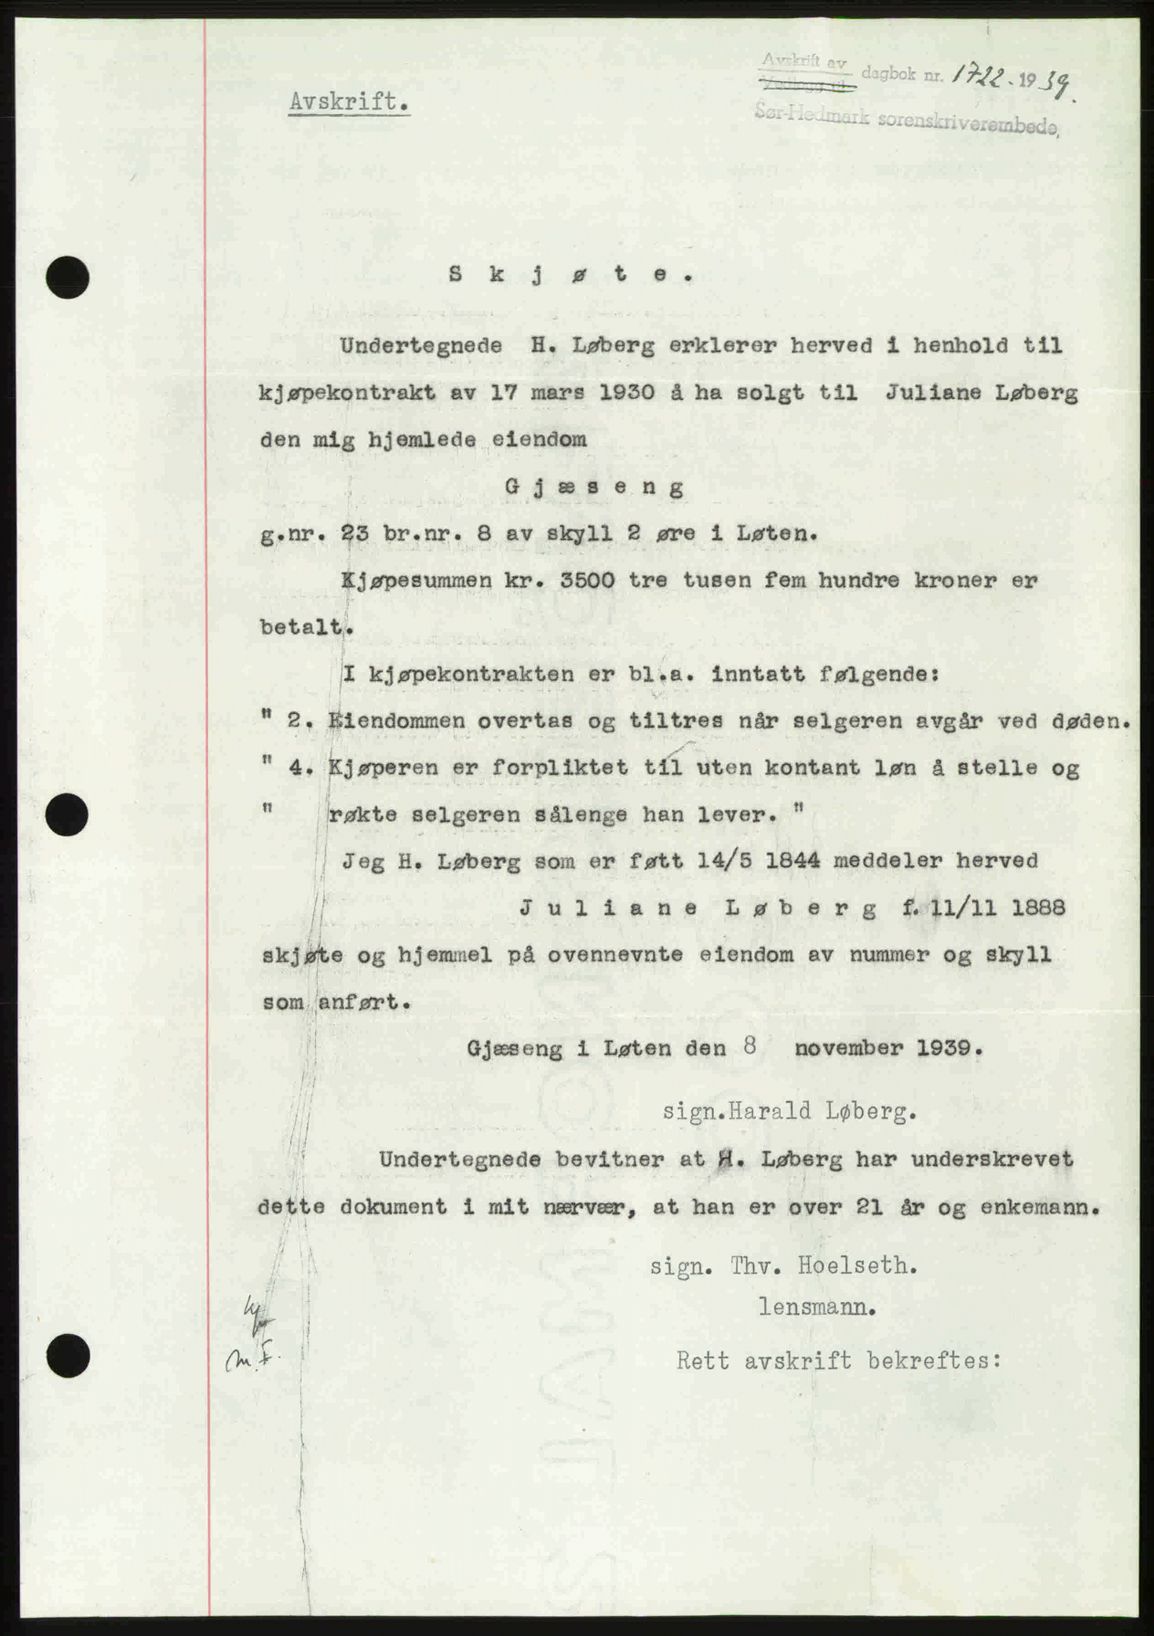 Avskrift av
dagbok nr. 1722-1939.
Sør-Hedmark sorenskriverembede,
Avskrift.
Skjøte.
Undertegnede H. Løberg erklerer herved i henhold til
kjøpekontrakt av 17 mars 1930 å ha solgt til Juliane Løberg
den mig hjemlede eiendom
Gjæseng
g.nr. 23 br.nr. 8 av skyll 2 øre i Løten.
Kjøpesummen kr. 3500 tre tusen fem hundre kroner er
betalt.
I kjøpekontrakten er bl.a. inntatt følgende:
" 2. Eiendommen overtas og tiltres når selgeren avgår ved døden.
" 4. Kjøperen er forpliktet til uten kontant løn å stelle og
" røkte selgeren sålenge han lever. "
Jeg H. Løberg som er føtt 14/5 1844 meddeler herved
Juliane Løberg f. 11/11 1888
skjøte og hjemmel på ovennevnte eiendom av nummer og skyll
som anført.
Gjæseng i Løten den 8 november 1939.
sign.Harald Løberg.
Undertegnede bevitner at H. Løberg har underskrevet
dette dokument i mit nærvær, at han er over 21 år og enkemann.
sign. Thv. Hoelseth.
lensmann.
Rett avskrift bekreftes: